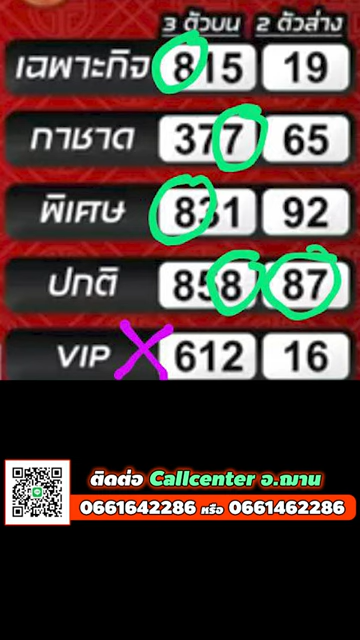 3 ตัวบน 2 ตัวล่าง
เฉพาะกิจ 815 19
กาชาด 377 65
พิเศษ 831 92
ปกติ 858 87
VIP 612 16
ติดต่อ Callcenter อ.ฌาน
0661642286 หรือ 0661462286